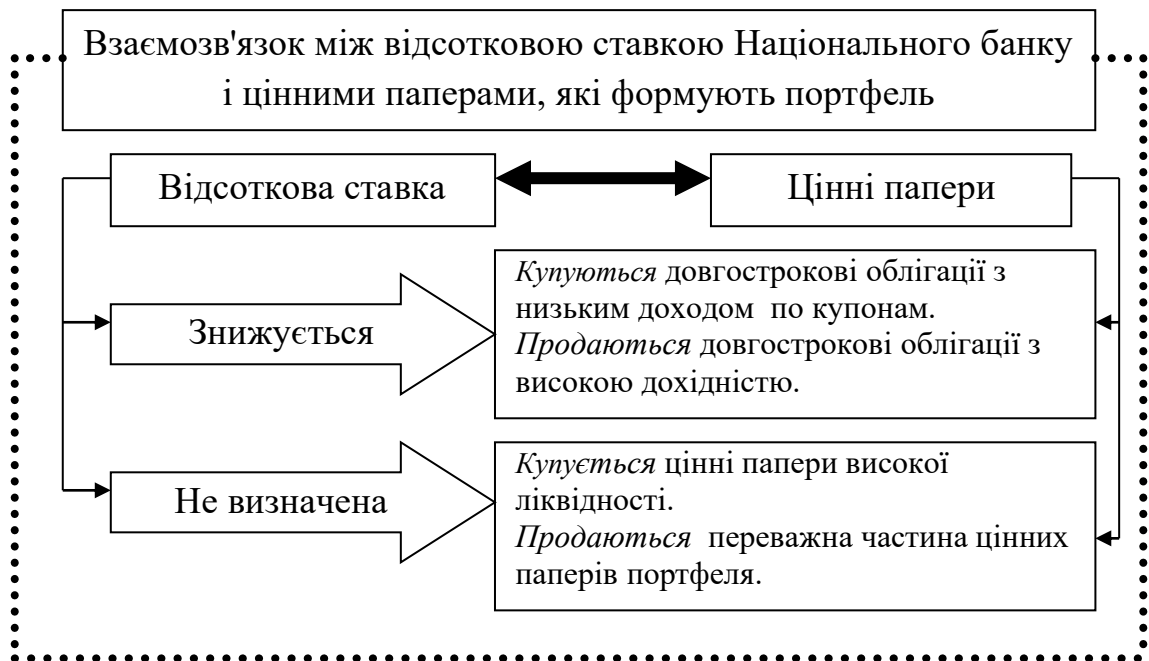 Взаємозв'язок між відсотковою ставкою Національного банку
і цінними паперами, які формують портфель
Відсоткова ставка
Цінні папери
Знижується
Купуються довгострокові облігації з
низьким доходом по купонам.
Продаються довгострокові облігації з
високою дохідністю.
Не визначена
Купується цінні папери високої
ліквідності.
Продаються переважна частина цінних
паперів портфеля.